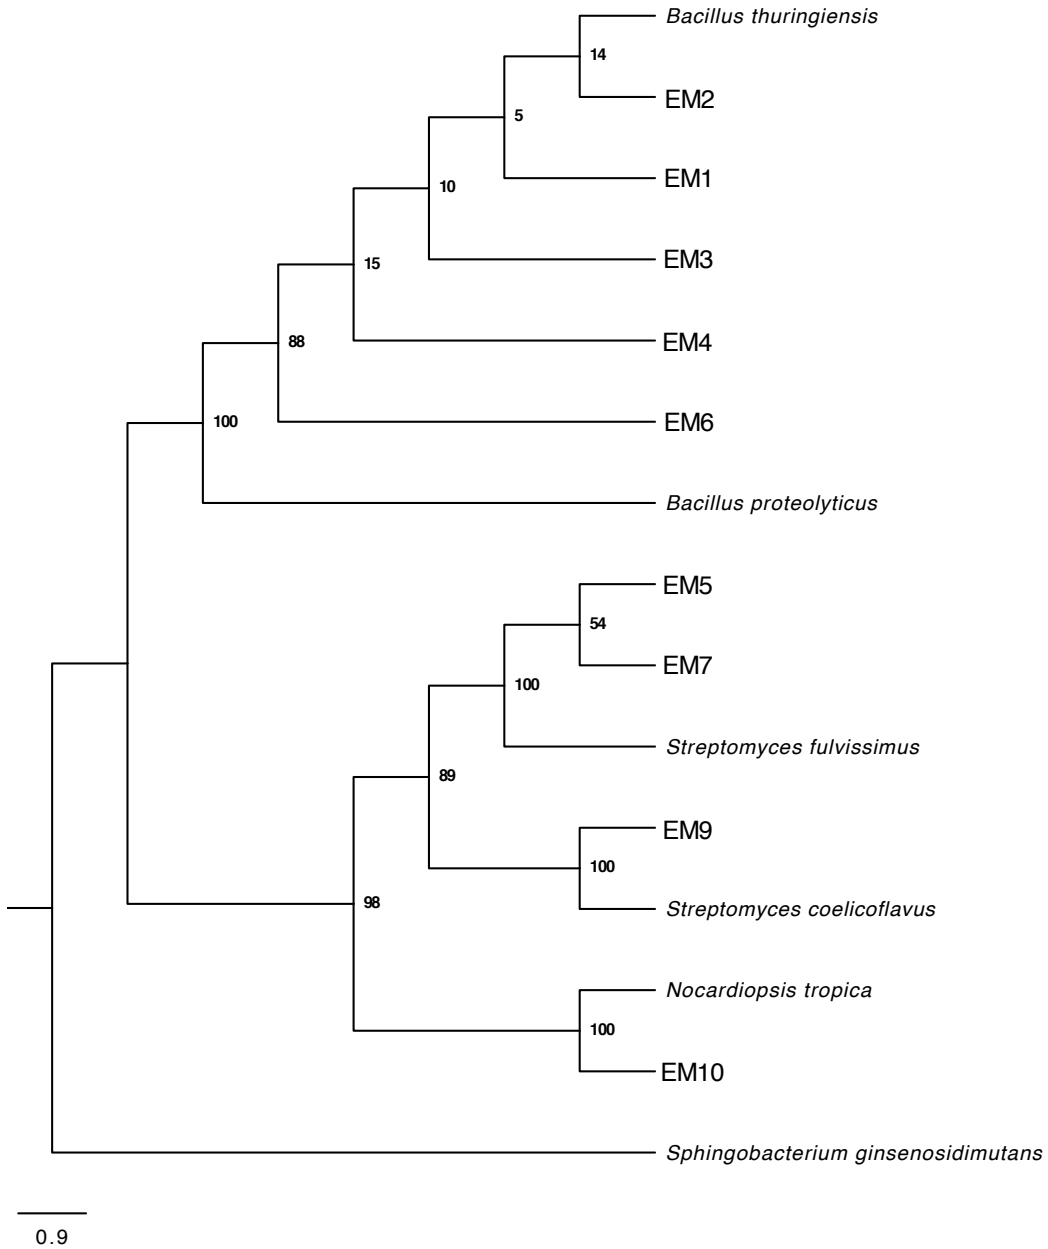 Bacillus thuringiensis
14
EM2
5
EM1
10
EM3
15
EM4
88
EM6
100
Bacillus proteolyticus
EM5
54
EM7
100
Streptomyces fulvissimus
89
EM9
100
Streptomyces coelicoflavus
98
Nocardiopsis tropica
100
EM10
Sphingobacterium ginsenosidimutans
0.9